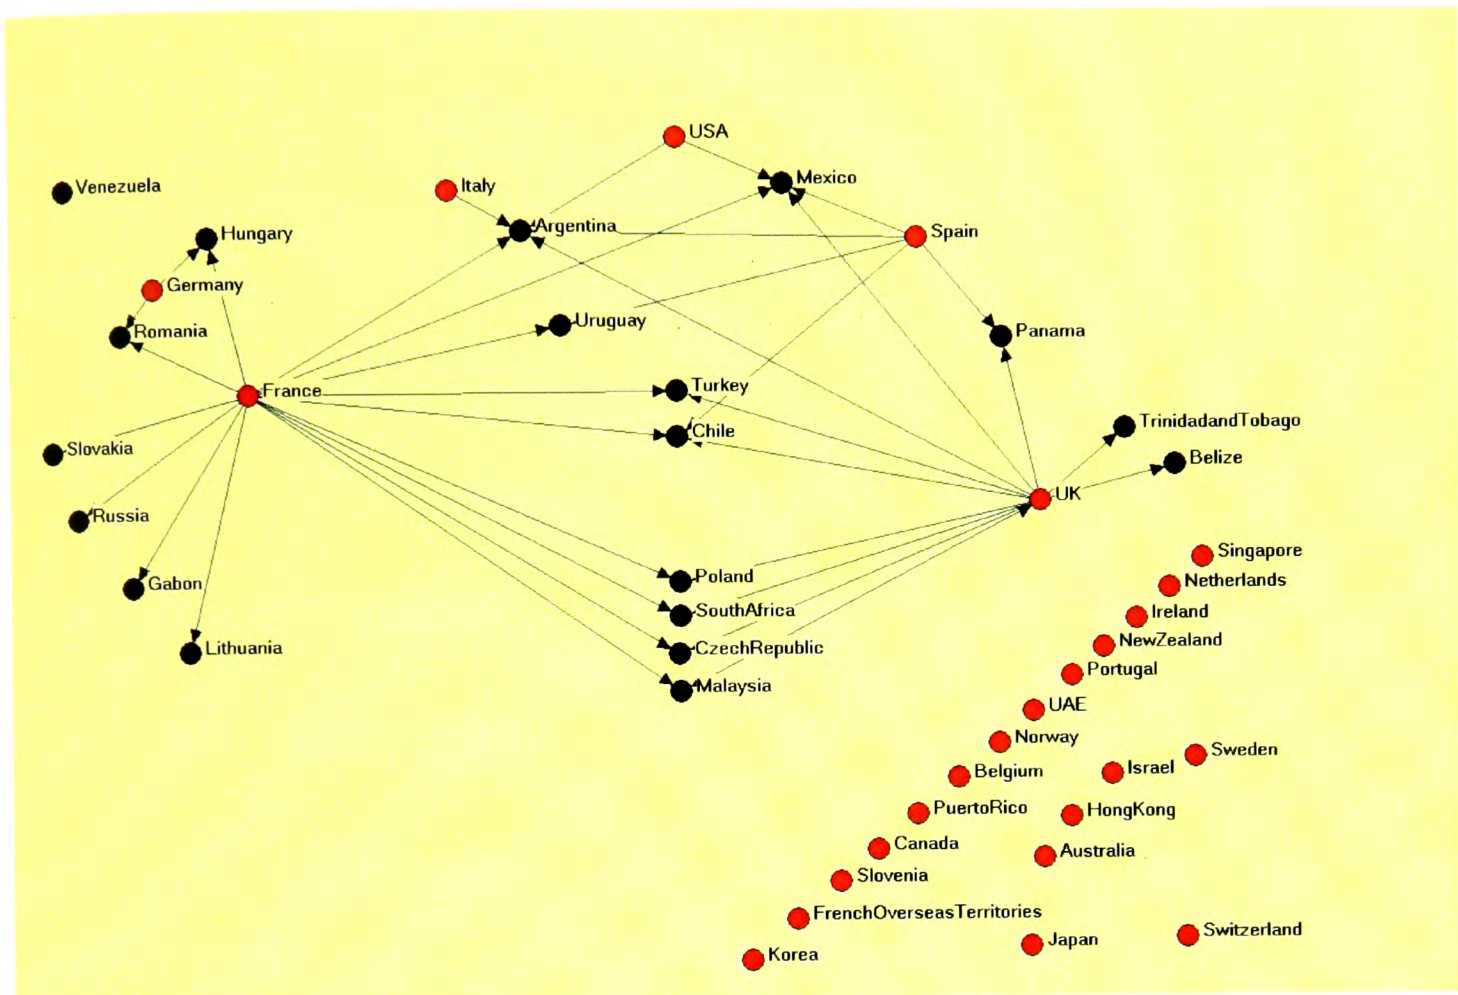 USA
Mexico
Venezuela
Italy
Argentina
Spain
Hungary
Germany
Romania
Uruguay
Panama
France
Turkey
Chile
TrinidadandTobago
Slovakia
Belize
UK
Russia
Singapore
Gabon
Poland
Netherlands
SouthAfrica
Ireland
Lithuania
CzechRepublic
NewZealand
Malaysia
Portugal
UAE
Norway
Sweden
Belgium
Israel
PuertoRico
HongKong
Canada
Australia
Slovenia
FrenchOverseasTerritories
Switzerland
Japan
Korea